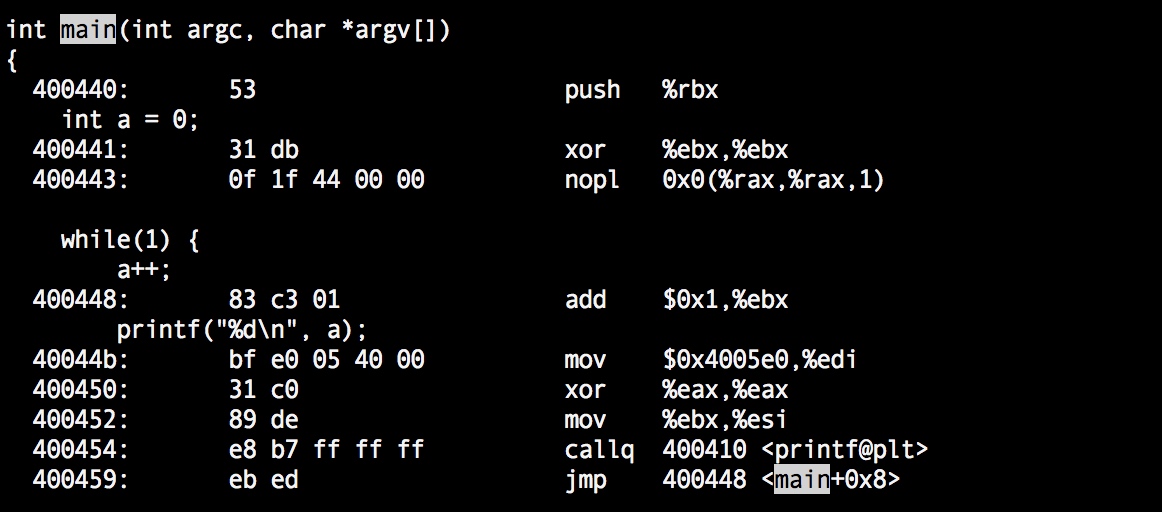 int main(int argc, char *argv[])
{
  400440:       53                      push   %rbx
    int a = 0;
  400441:       31 db                   xor    %ebx,%ebx
  400443:       0f 1f 44 00 00          nopl   0x0(%rax,%rax,1)
    while(1) {
        a++;
  400448:       83 c3 01                add    $0x1,%ebx
        printf("%d\n", a);
  40044b:       bf e0 05 40 00          mov    $0x4005e0,%edi
  400450:       31 c0                   xor    %eax,%eax
  400452:       89 de                   mov    %ebx,%esi
  400454:       e8 b7 ff ff ff          callq  400410 <printf@plt>
  400459:       eb ed                   jmp    400448 <main+0x8>